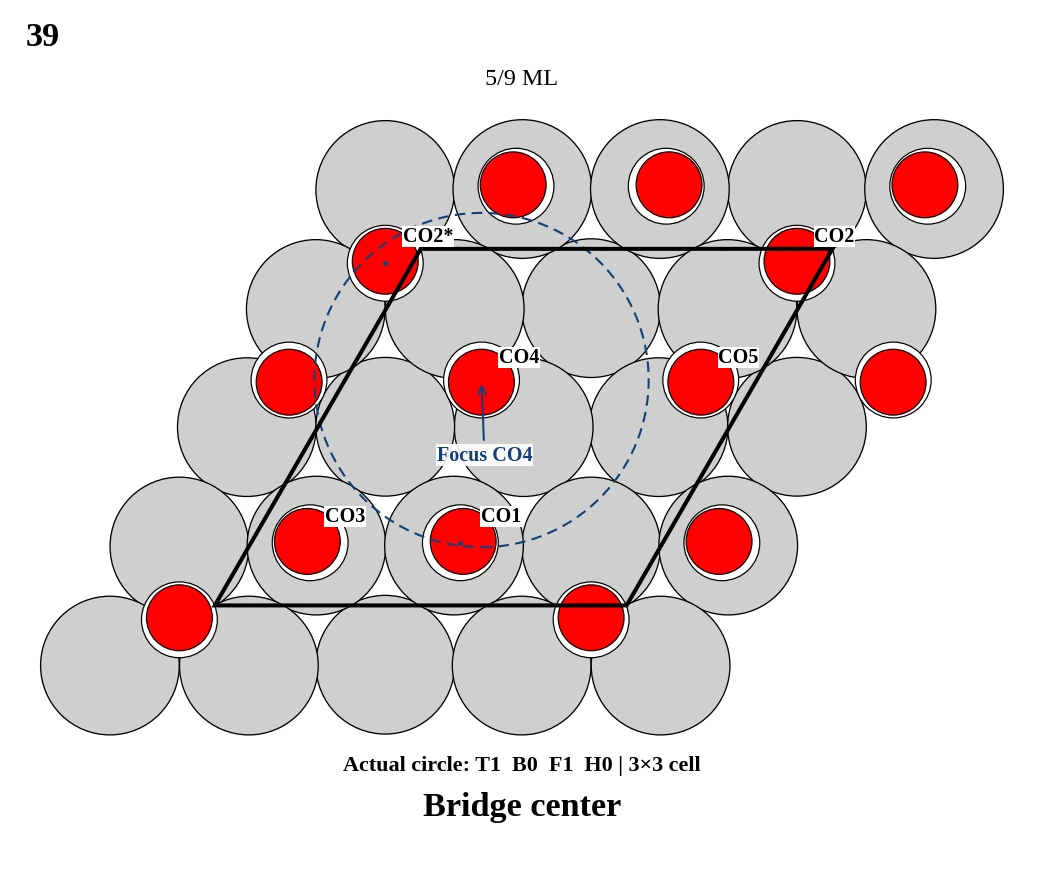 39
5/9 ML
CO2*
CO2
CO4
CO5
Focus CO4
CO3
CO1
Actual circle: T1 B0 F1 H0 | 3×3 cell
Bridge center